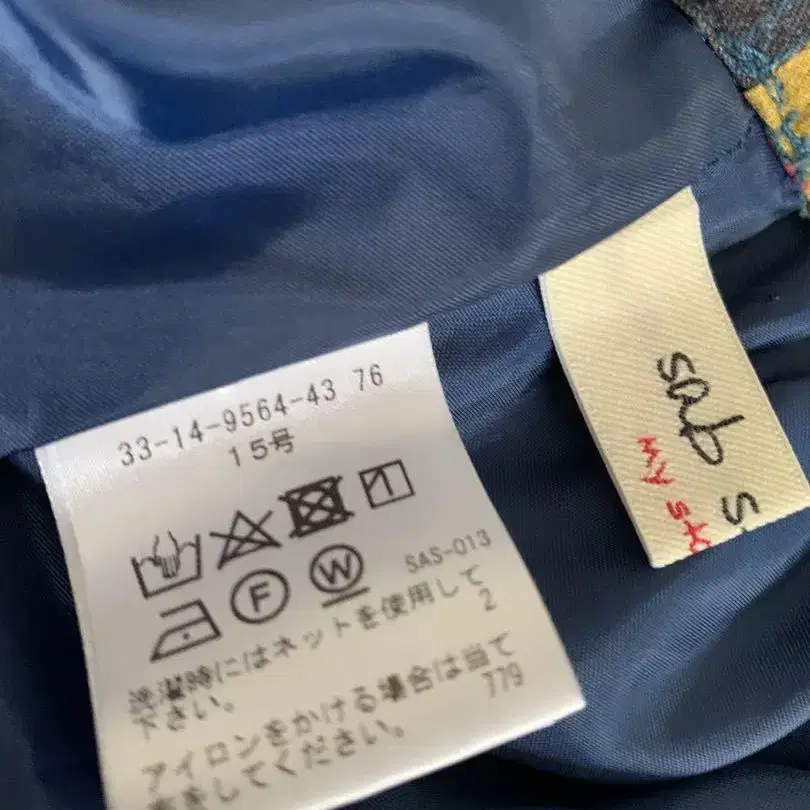 33-14-9564-43 76
15号
F
W
SAS-013
洗濯時にはネットを使用して
下さい。
2
アイロンをかける場合は当て
布をしてください。
779
sab
my